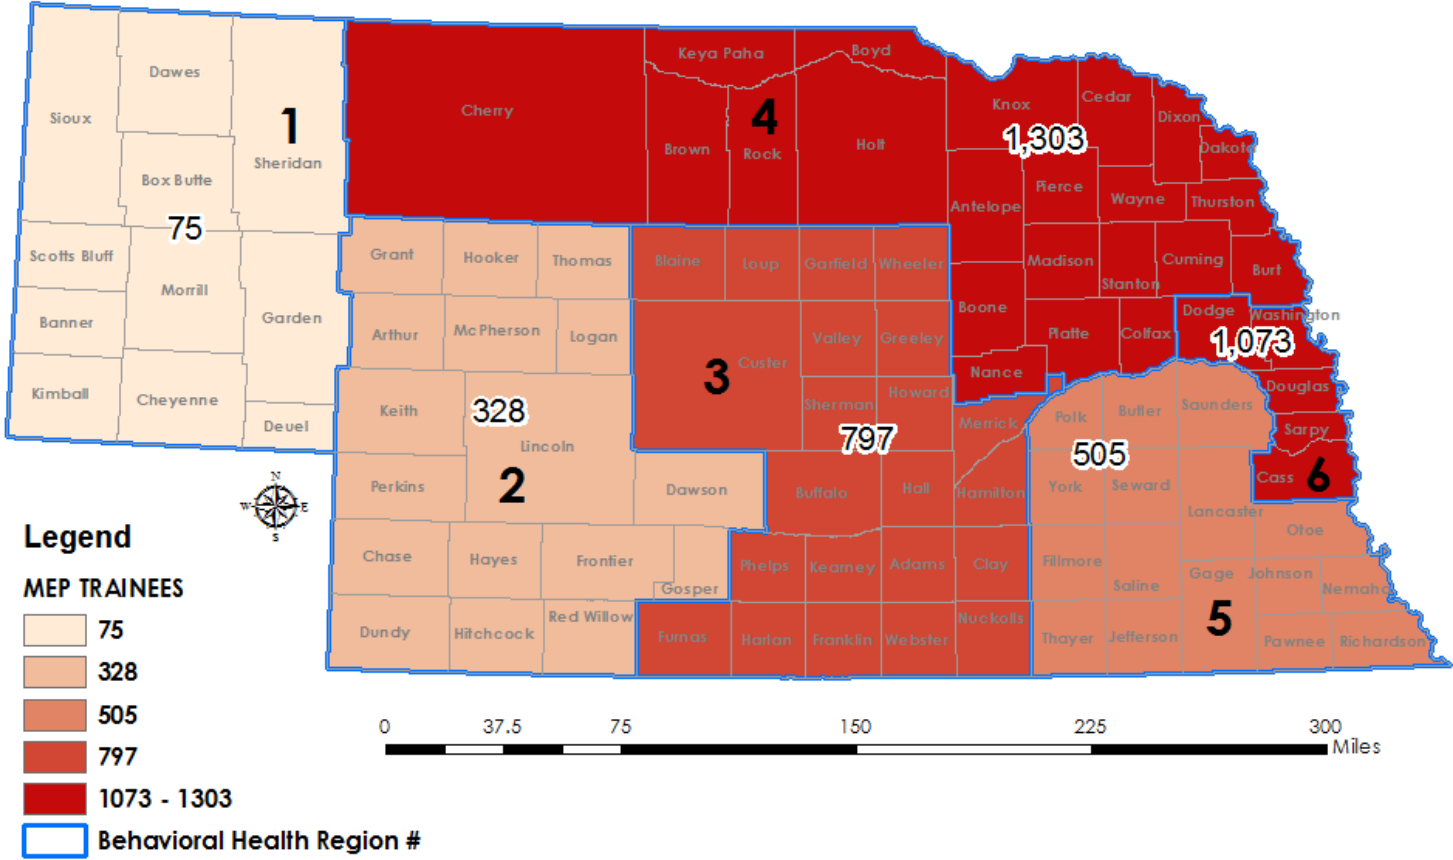 Keya Paha
Boyd
Dawes
Cherry
Knox
Cedar
Sioux
1
4
Dixon
1,303
Brown
Rock
Holt
Dakota
Sheridan
Box Butte
Pierce
Wayne
Thurston
Antelope
75
Scotts Bluff
Grant
Hooker
Thomas
Blaine
Loup
Garfield
Wheeler
Madison
Cuming
Burt
Stanton
Morrill
Boone
Dodge
Washington
Banner
Garden
Arthur
McPherson
Logan
Valley
Greeley
Platte
Colfax
1,073
Custer
3
Nance
Douglas
Kimball
Cheyenne
Keith
328
Sherman
Howard
Merrick
Polk
Butler
Saunders
Deuel
Lincoln
797
505
Sarpy
Perkins
2
Dawson
Buffalo
Hall
Hamilton
York
Seward
Cass
6
Lancaster
Otoe
N
W
E
S
Chase
Hayes
Frontier
Gosper
Phelps
Kearney
Adams
Clay
Fillmore
Saline
Gage
Johnson
Nemaha
Dundy
Hitchcock
Red Willow
Furnas
Harlan
Franklin
Webster
Nuckolls
Thayer
Jefferson
5
Pawnee
Richardson
Legend
MEP TRAINEES
75
328
505
797
1073 - 1303
Behavioral Health Region #
0 37.5 75 150 225 300
Miles